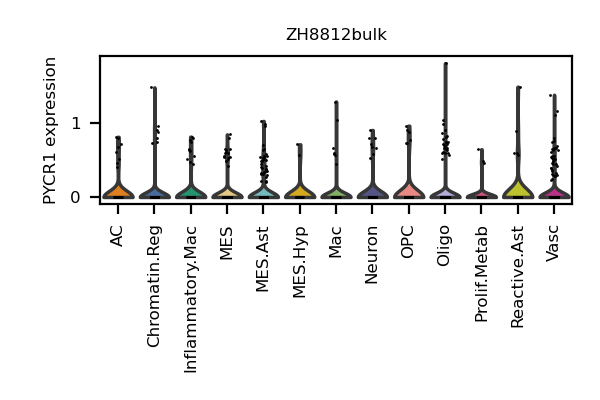 ZH8812bulk
PYCR1 expression
1
0
AC
Chromatin.Reg
Inflammatory.Mac
MES
MES.Ast
MES.Hyp
Mac
Neuron
OPC
Oligo
Prolif.Metab
Reactive.Ast
Vasc